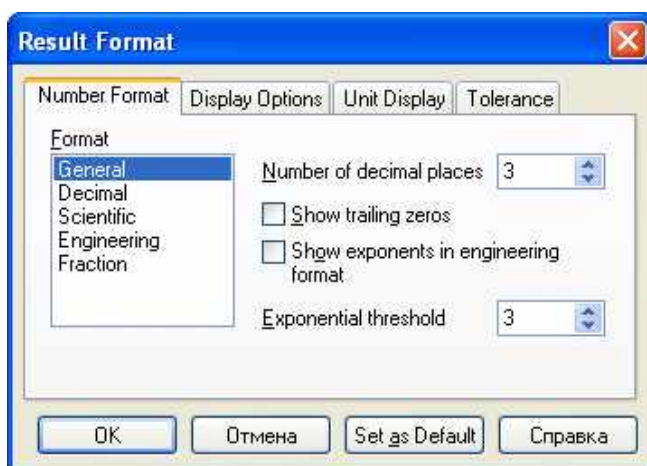 Result Format
Number Format Display Options Unit Display Tolerance
Format
General
Decimal
Scientific
Engineering
Fraction
Number of decimal places 3
Show trailing zeros
Show exponents in engineering
format
Exponential threshold 3
OK Отмена Set as Default Справка